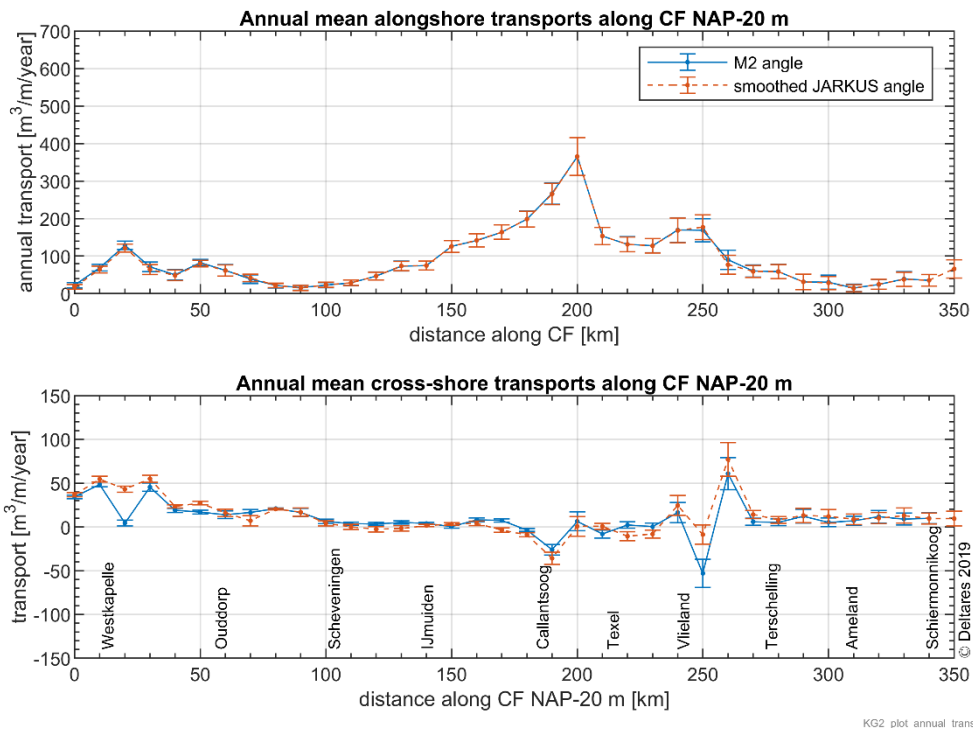 Annual mean alongshore transports along CF NAP-20 m
700
600
500
400
300
200
100
0
annual transport [m³/m/year]
M2 angle
smoothed JARKUS angle
0 50 100 150 200 250 300 350
distance along CF [km]
Annual mean cross-shore transports along CF NAP-20 m
150
100
50
0
-50
-100
-150
transport [m³/m/year]
Westkapelle
Ouddorp
Scheveningen
IJmuiden
Callantsoog
Texel
Vlieland
Terschelling
Ameland
Schiermonnikoog
© Deltares 2019
0 50 100 150 200 250 300 350
distance along CF NAP-20 m [km]
KG2 plot annual trans